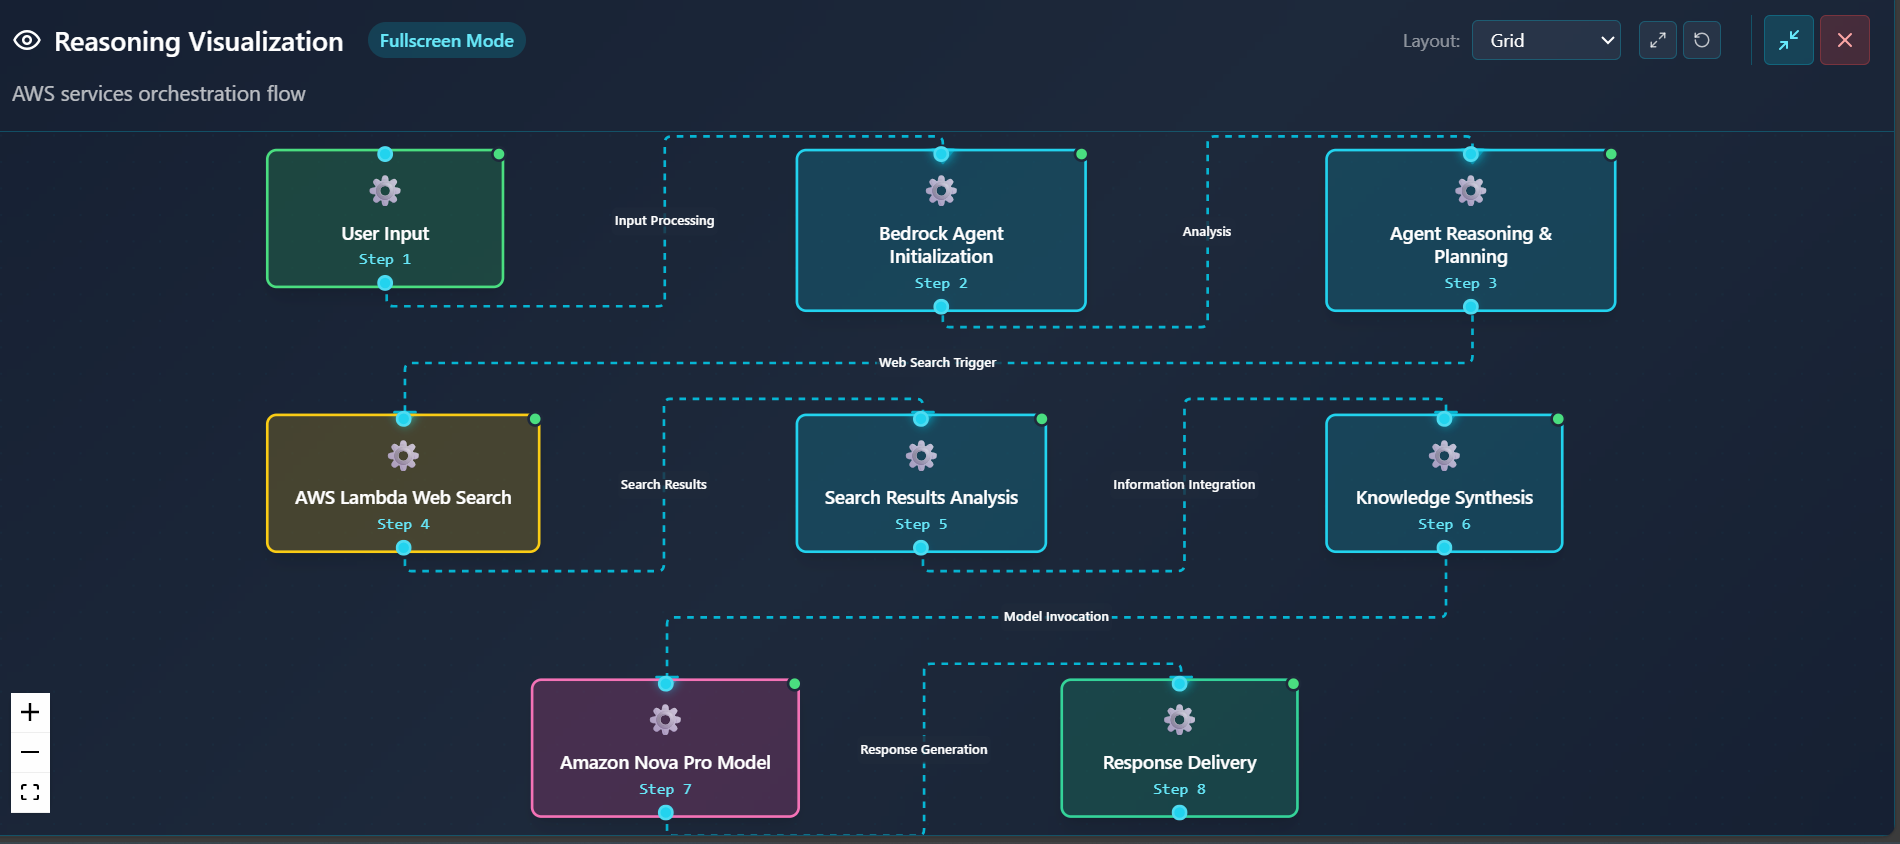 Reasoning Visualization
Fullscreen Mode
Layout:
Grid
AWS services orchestration flow
User Input
Step 1
Input Processing
Bedrock Agent
Initialization
Step 2
Analysis
Agent Reasoning &
Planning
Step 3
Web Search Trigger
AWS Lambda Web Search
Step 4
Search Results
Search Results Analysis
Step 5
Information Integration
Knowledge Synthesis
Step 6
Model Invocation
Amazon Nova Pro Model
Step 7
Response Generation
Response Delivery
Step 8